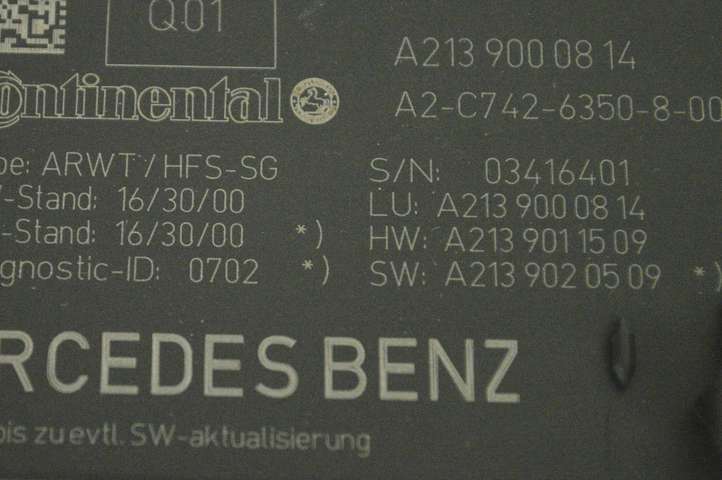 Q01
A213 900 08 14
Continental
A2-C742-6350-8-00
pe: ARWT/HFS-SG
S/N: 03416401
-Stand: 16/30/00
LU: A213 900 08 14
-Stand: 16/30/00 *)
HW: A213 901 15 09
agnostic-ID: 0702 *)
SW: A213 902 05 09 *)
RCEDES BENZ
bis zu evtl. SW-aktualisierung